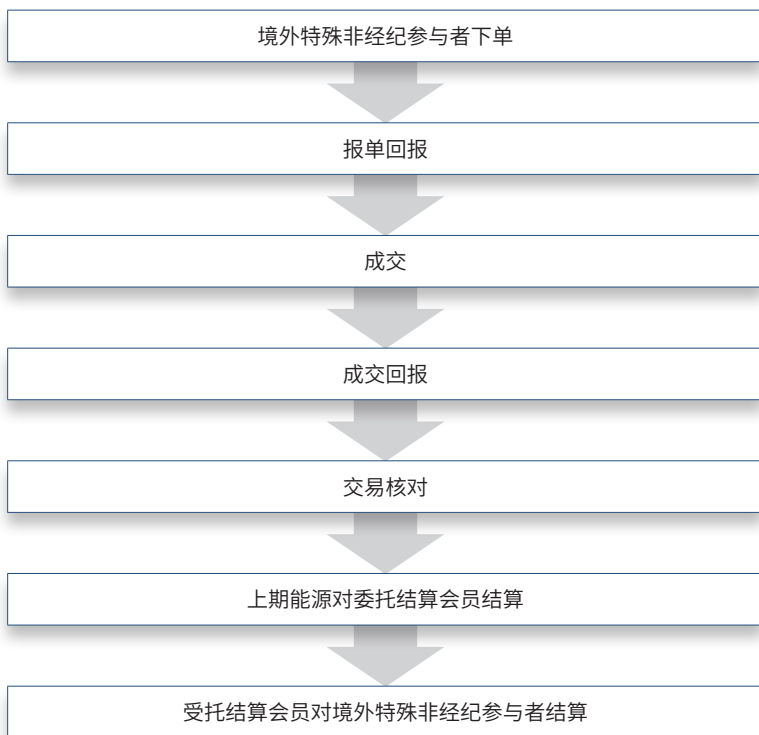 境外特殊非经纪参与者下单
报单回报
成交
成交回报
交易核对
上期能源对委托结算会员结算
受托结算会员对境外特殊非经纪参与者结算